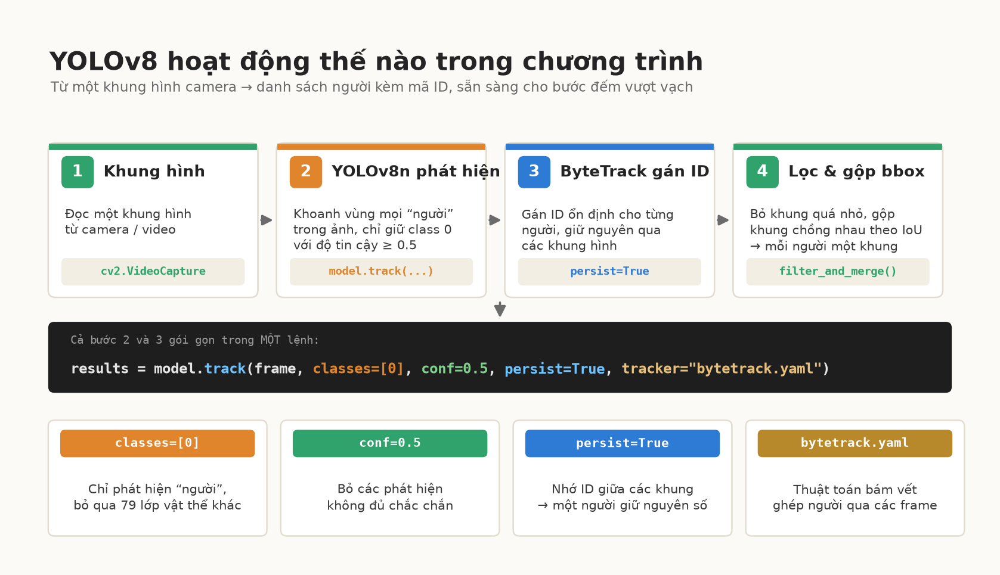 YOLOv8 hoạt động thế nào trong chương trình
Từ một khung hình camera → danh sách người kèm mã ID, sẵn sàng cho bước đếm vượt vạch
1 Khung hình
Đọc một khung hình
từ camera / video
cv2.VideoCapture
2 YOLOv8n phát hiện
Khoanh vùng mọi “người”
trong ảnh, chỉ giữ class 0
với độ tin cậy ≥ 0.5
model.track(...)
3 ByteTrack gán ID
Gán ID ổn định cho từng
người, giữ nguyên qua
các khung hình
persist=True
4 Lọc & gộp bbox
Bỏ khung quá nhỏ, gộp
khung chồng nhau theo IoU
→ mỗi người một khung
filter_and_merge()
Cả bước 2 và 3 gói gọn trong MỘT lệnh:
results = model.track(frame, classes=[0], conf=0.5, persist=True, tracker="bytetrack.yaml")
classes=[0]
Chỉ phát hiện “người”,
bỏ qua 79 lớp vật thể khác
conf=0.5
Bỏ các phát hiện
không đủ chắc chắn
persist=True
Nhớ ID giữa các khung
→ một người giữ nguyên số
bytetrack.yaml
Thuật toán bám vết
ghép người qua các frame